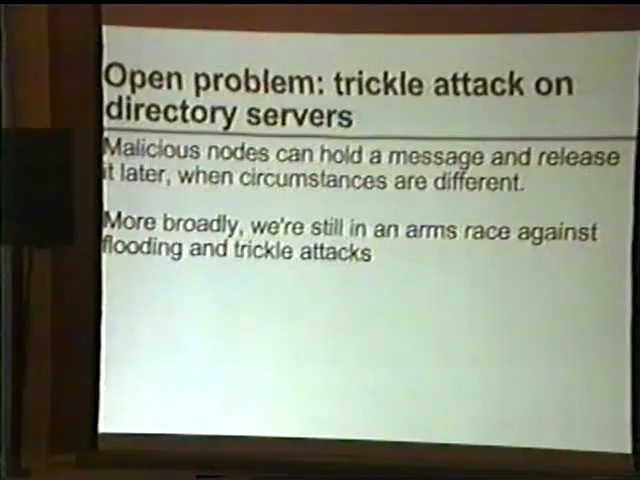 Open problem: trickle attack on
directory servers
Malicious nodes can hold a message and release
it later, when circumstances are different.
More broadly, we're still in an arms race against
flooding and trickle attacks